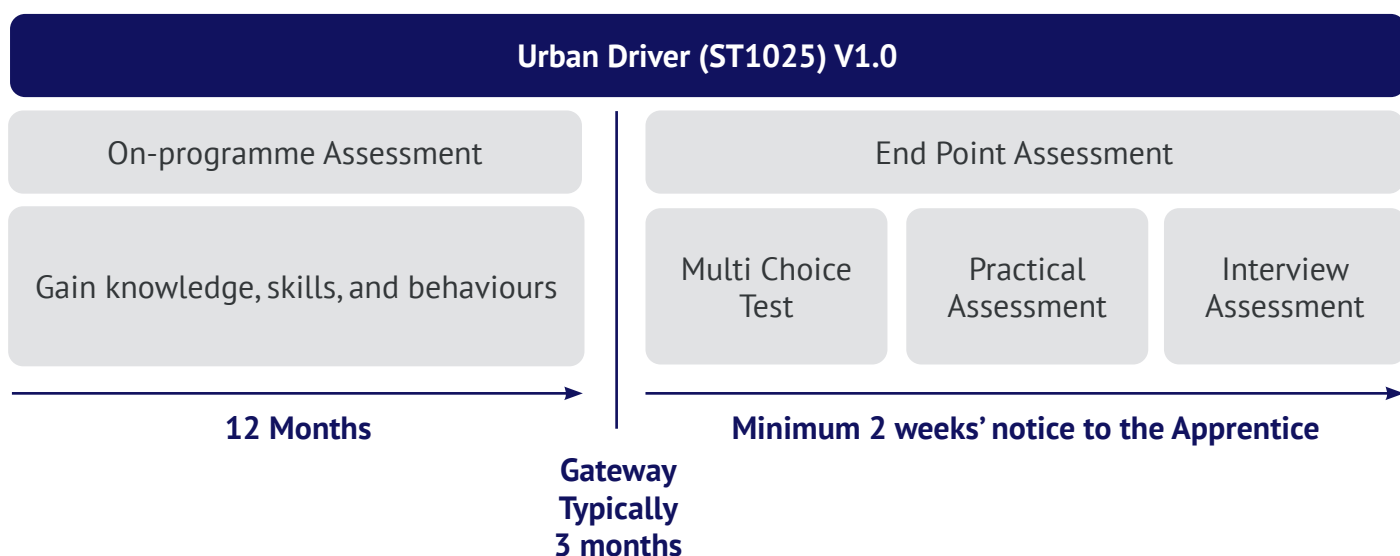 Urban Driver (ST1025) V1.0
On-programme Assessment
End Point Assessment
Gain knowledge, skills, and behaviours
Multi Choice
Test
Practical
Assessment
Interview
Assessment
12 Months
Minimum 2 weeks’ notice to the Apprentice
Gateway
Typically
3 months